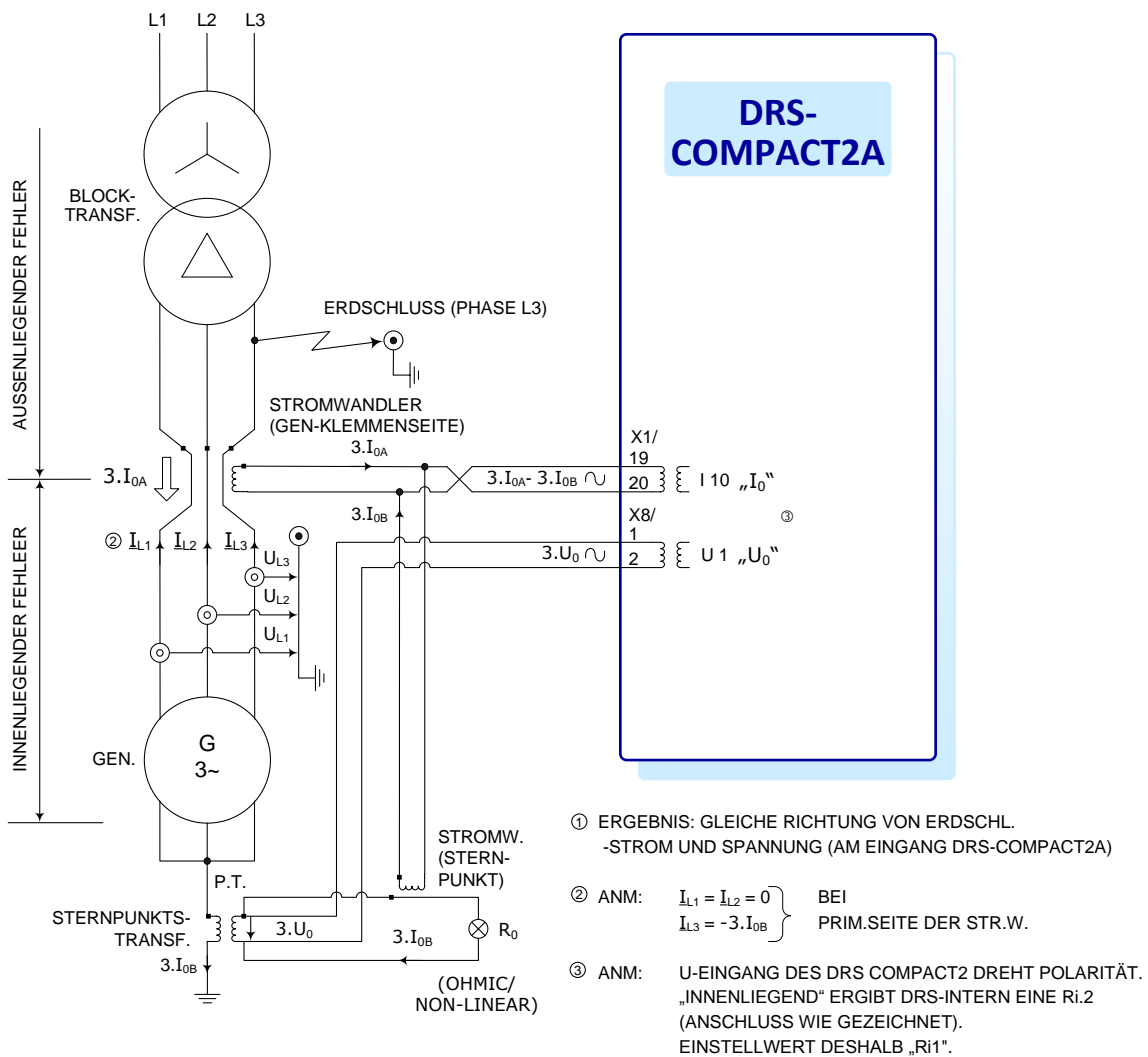 L1 L2 L3
DRS-
COMPACT2A
AUSSENLIEGENDER FEHLER
BLOCK-
TRANSF.
ERDSCHLUSS (PHASE L3)
STROMWANDLER
(GEN-KLEMMENSEITE)
3.I0A
3.I0A
X1/
19
20
3.I0A- 3.I0B
I 10 „I0“
③
3.I0B
X8/
1
2
3.U0
U 1 „U0“
INNENLIEGENDER FEHLEER
② IL1 IL2 IL3
UL3
UL2
UL1
GEN.
G
3~
STROMW.
(STERN-
PUNKT)
P.T.
STERNPUNKTS-
TRANSF.
3.U0
3.I0B
R0
3.I0B
(OHMIC/
NON-LINEAR)
① ERGEBNIS: GLEICHE RICHTUNG VON ERDSCHL.
-STROM UND SPANNUNG (AM EINGANG DRS-COMPACT2A)
② ANM: IL1 = IL2 = 0 BEI
IL3 = -3.I0B PRIM.SEITE DER STR.W.
③ ANM: U-EINGANG DES DRS COMPACT2 DREHT POLARITÄT.
„INNENLIEGEND“ ERGIBT DRS-INTERN EINE Ri.2
(ANSCHLUSS WIE GEZEICHNET).
EINSTELLWERT DESHALB „Ri1".